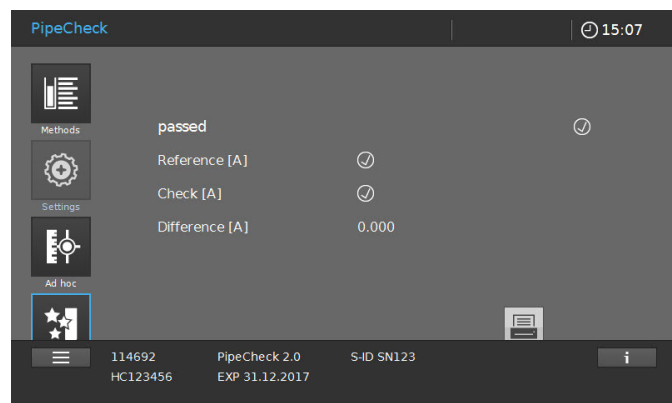 PipeCheck
15:07
Methods
passed
Reference [A]
Settings
Check [A]
Difference [A] 0.000
Ad hoc
114692 PipeCheck 2.0 S-ID SN123
i
HC123456 EXP 31.12.2017